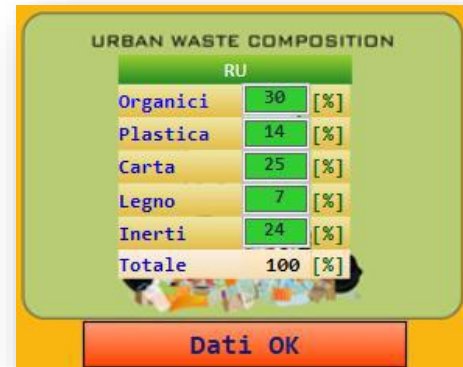 URBAN WASTE COMPOSITION
RU
Organici 30 [%]
Plastica 14 [%]
Carta 25 [%]
Legno 7 [%]
Inerti 24 [%]
Totale 100 [%]
Dati OK